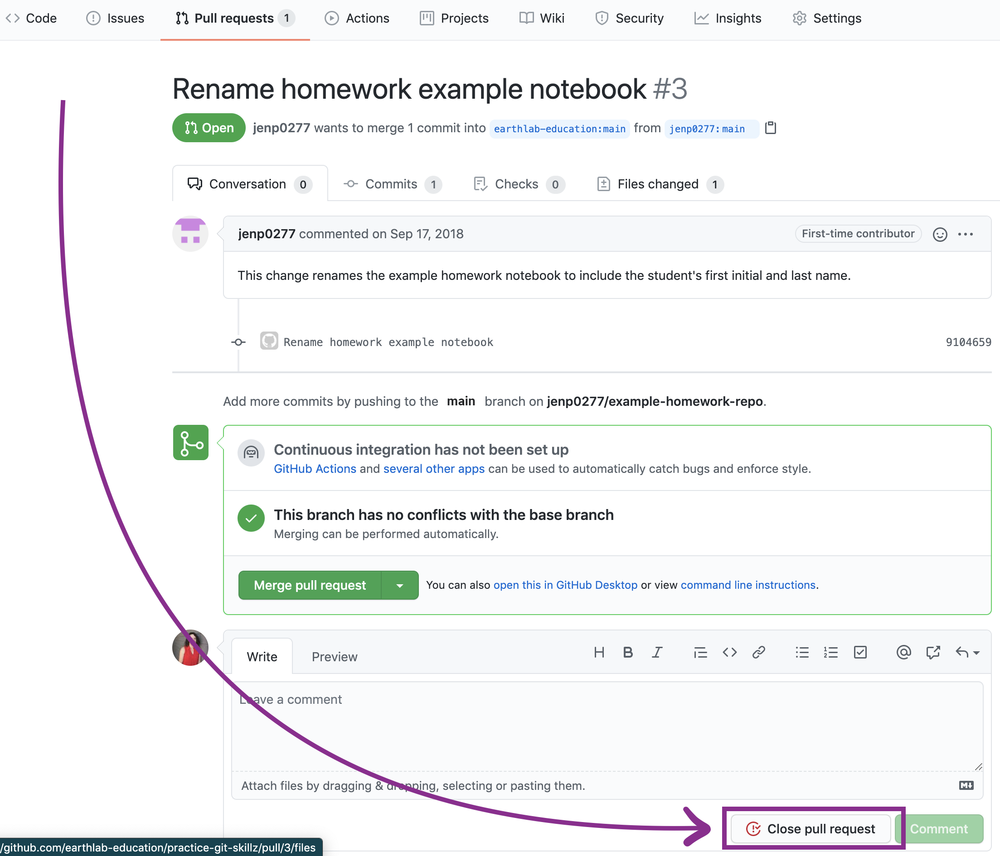 Code Issues Pull requests 1 Actions Projects Wiki Security Insights Settings
Rename homework example notebook #3
Open jenp0277 wants to merge 1 commit into earthlab-education:main from jenp0277:main
Conversation 0 Commits 1 Checks 0 Files changed 1
jenp0277 commented on Sep 17, 2018 First-time contributor
This change renames the example homework notebook to include the student's first initial and last name.
Rename homework example notebook 9104659
Add more commits by pushing to the main branch on jenp0277/example-homework-repo.
Continuous integration has not been set up
GitHub Actions and several other apps can be used to automatically catch bugs and enforce style.
This branch has no conflicts with the base branch
Merging can be performed automatically.
Merge pull request You can also open this in GitHub Desktop or view command line instructions.
Write Preview
Leave a comment
Attach files by dragging & dropping, selecting or pasting them.
Close pull request Comment
/github.com/earthlab-education/practice-git-skillz/pull/3/files